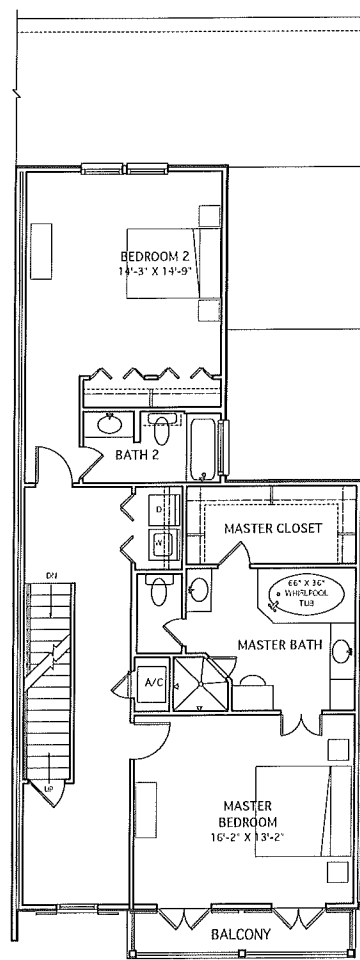 BEDROOM 2
14'-3" X 14'-9"
BATH 2
D
W
MASTER CLOSET
DN
66" X 36"
WHIRLPOOL
TUB
MASTER BATH
A/C
UP
MASTER
BEDROOM
16'-2" X 13'-2"
BALCONY